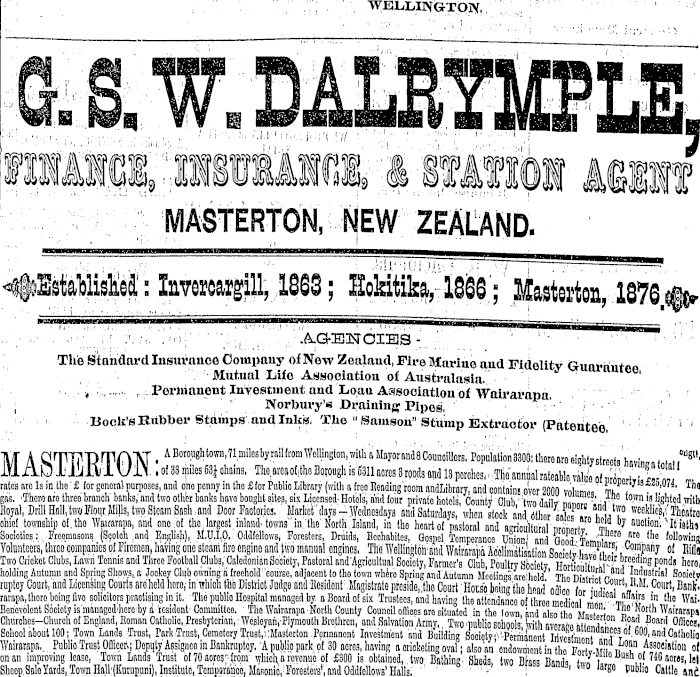 WELLINGTON.
G. S. W. DALRYMPLE,
FINANCE, INSURANCE, & STATION AGENT
MASTERTON, NEW ZEALAND.
Established : Invercargill, 1863 ; Hokitika, 1866 ; Masterton, 1876.
AGENCIES -
The Standard Insurance Company of New Zealand, Fire Marine and Fidelity Guarantee.
Mutual Life Association of Australasia.
Permanent Investment and Loan Association of Wairarapa.
Norbury's Draining Pipes.
Bock's Rubber Stamps and Inks. The "Samson" Stump Extractor (Patentee.
MASTERTON: A Borough town, 71 miles by rail from Wellington, with a Mayor and 8 Councillors. Population 3300: there are eighty streets having a total
of 33 miles 53½ chains. The area of the Borough is 5311 acres 3 roods and 13 perches. The annual rateable value of property is £25,074. The
rates are 1s in the £ for general purposes, and one penny in the £ for Public Library (with a free Reading room and Library, and contains over 2000 volumes. The town is lighted with
gas. There are three branch banks, and two other banks have bought sites, six Licensed Hotels, and four private hotels, County Club, two daily papers and two weeklies, Theatre
Royal, Drill Hall, two Flour Mills, two Steam Sash and Door Factories. Market days—Wednesdays and Saturdays, when stock and other sales are held by auction. It is the
chief township of the Wairarapa, and one of the largest inland towns in the North Island, in the heart of pastoral and agricultural property. There are the following
Societies: Freemasons (Scotch and English), M.U.I.O. Oddfellows, Foresters, Druids, Rechabites, Gospel Temperance Union, and Good Templars, Company of Rifle
Volunteers, three companies of Firemen, having one steam fire engine and two manual engines. The Wellington and Wairarapa Acclimatisation Society have their breeding ponds here,
Two Cricket Clubs, Lawn Tennis and Three Football Clubs, Caledonian Society, Pastoral and Agricultural Society, Farmer's Club, Poultry Society, Horticultural and Industrial Society
holding Autumn and Spring Shows, a Jockey Club owning a freehold course, adjacent to the town where Spring and Autumn Meetings are held. The District Court, R.M. Court, Bank-
ruptcy Court, and Licensing Courts are held here, in which the District Judge and Resident Magistrate preside, the Court House being the head office for judical affairs in the Wai-
rarapa, there being five solicitors practising in it. The public Hospital managed by a Board of six Trustees, and having the attendance of three medical men. The North Wairarapa
Benevolent Society is managed here by a resident Committee. The Wairarapa North County Council offices are situated in the town, and also the Masterton Road Board Offices.
Churches—Church of England, Roman Catholic, Presbyterian, Wesleyan, Plymouth Brethren, and Salvation Army. Two public schools, with average attendances of 600, and Catholic
School about 100; Town Lands Trust, Park Trust, Cemetery Trust, Masterton Permanent Investment and Building Society; Permanent Investment and Loan Association of
Wairarapa. Public Trust Officer; Deputy Assignee in Bankruptcy. A public park of 30 acres, having a cricketing oval; also an endowment in the Forty-Mile Bush of 746 acres, let
on an improving lease, Town Lands Trust of 70 acres from which a revenue of £300 is obtained, two Bathing Sheds, two Brass Bands, two large public Cattle and
Sheep Sale Yards, Town Hall (Kuripuni), Institute, Temperance, Masonic, Foresters', and Oddfellows' Halls.